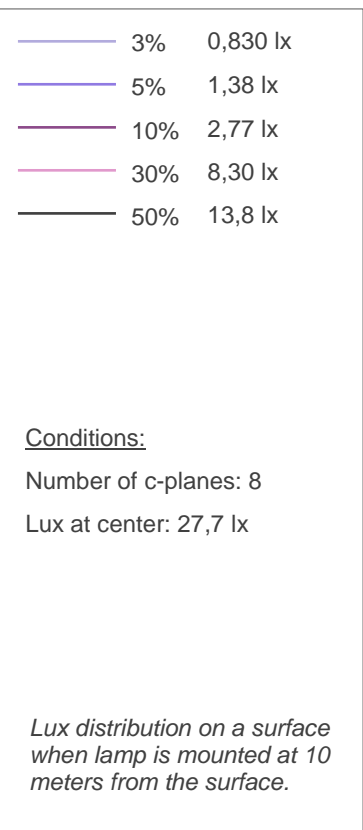 3% 0,830 lx
5% 1,38 lx
10% 2,77 lx
30% 8,30 lx
50% 13,8 lx
Conditions:
Number of c-planes: 8
Lux at center: 27,7 lx
Lux distribution on a surface
when lamp is mounted at 10
meters from the surface.